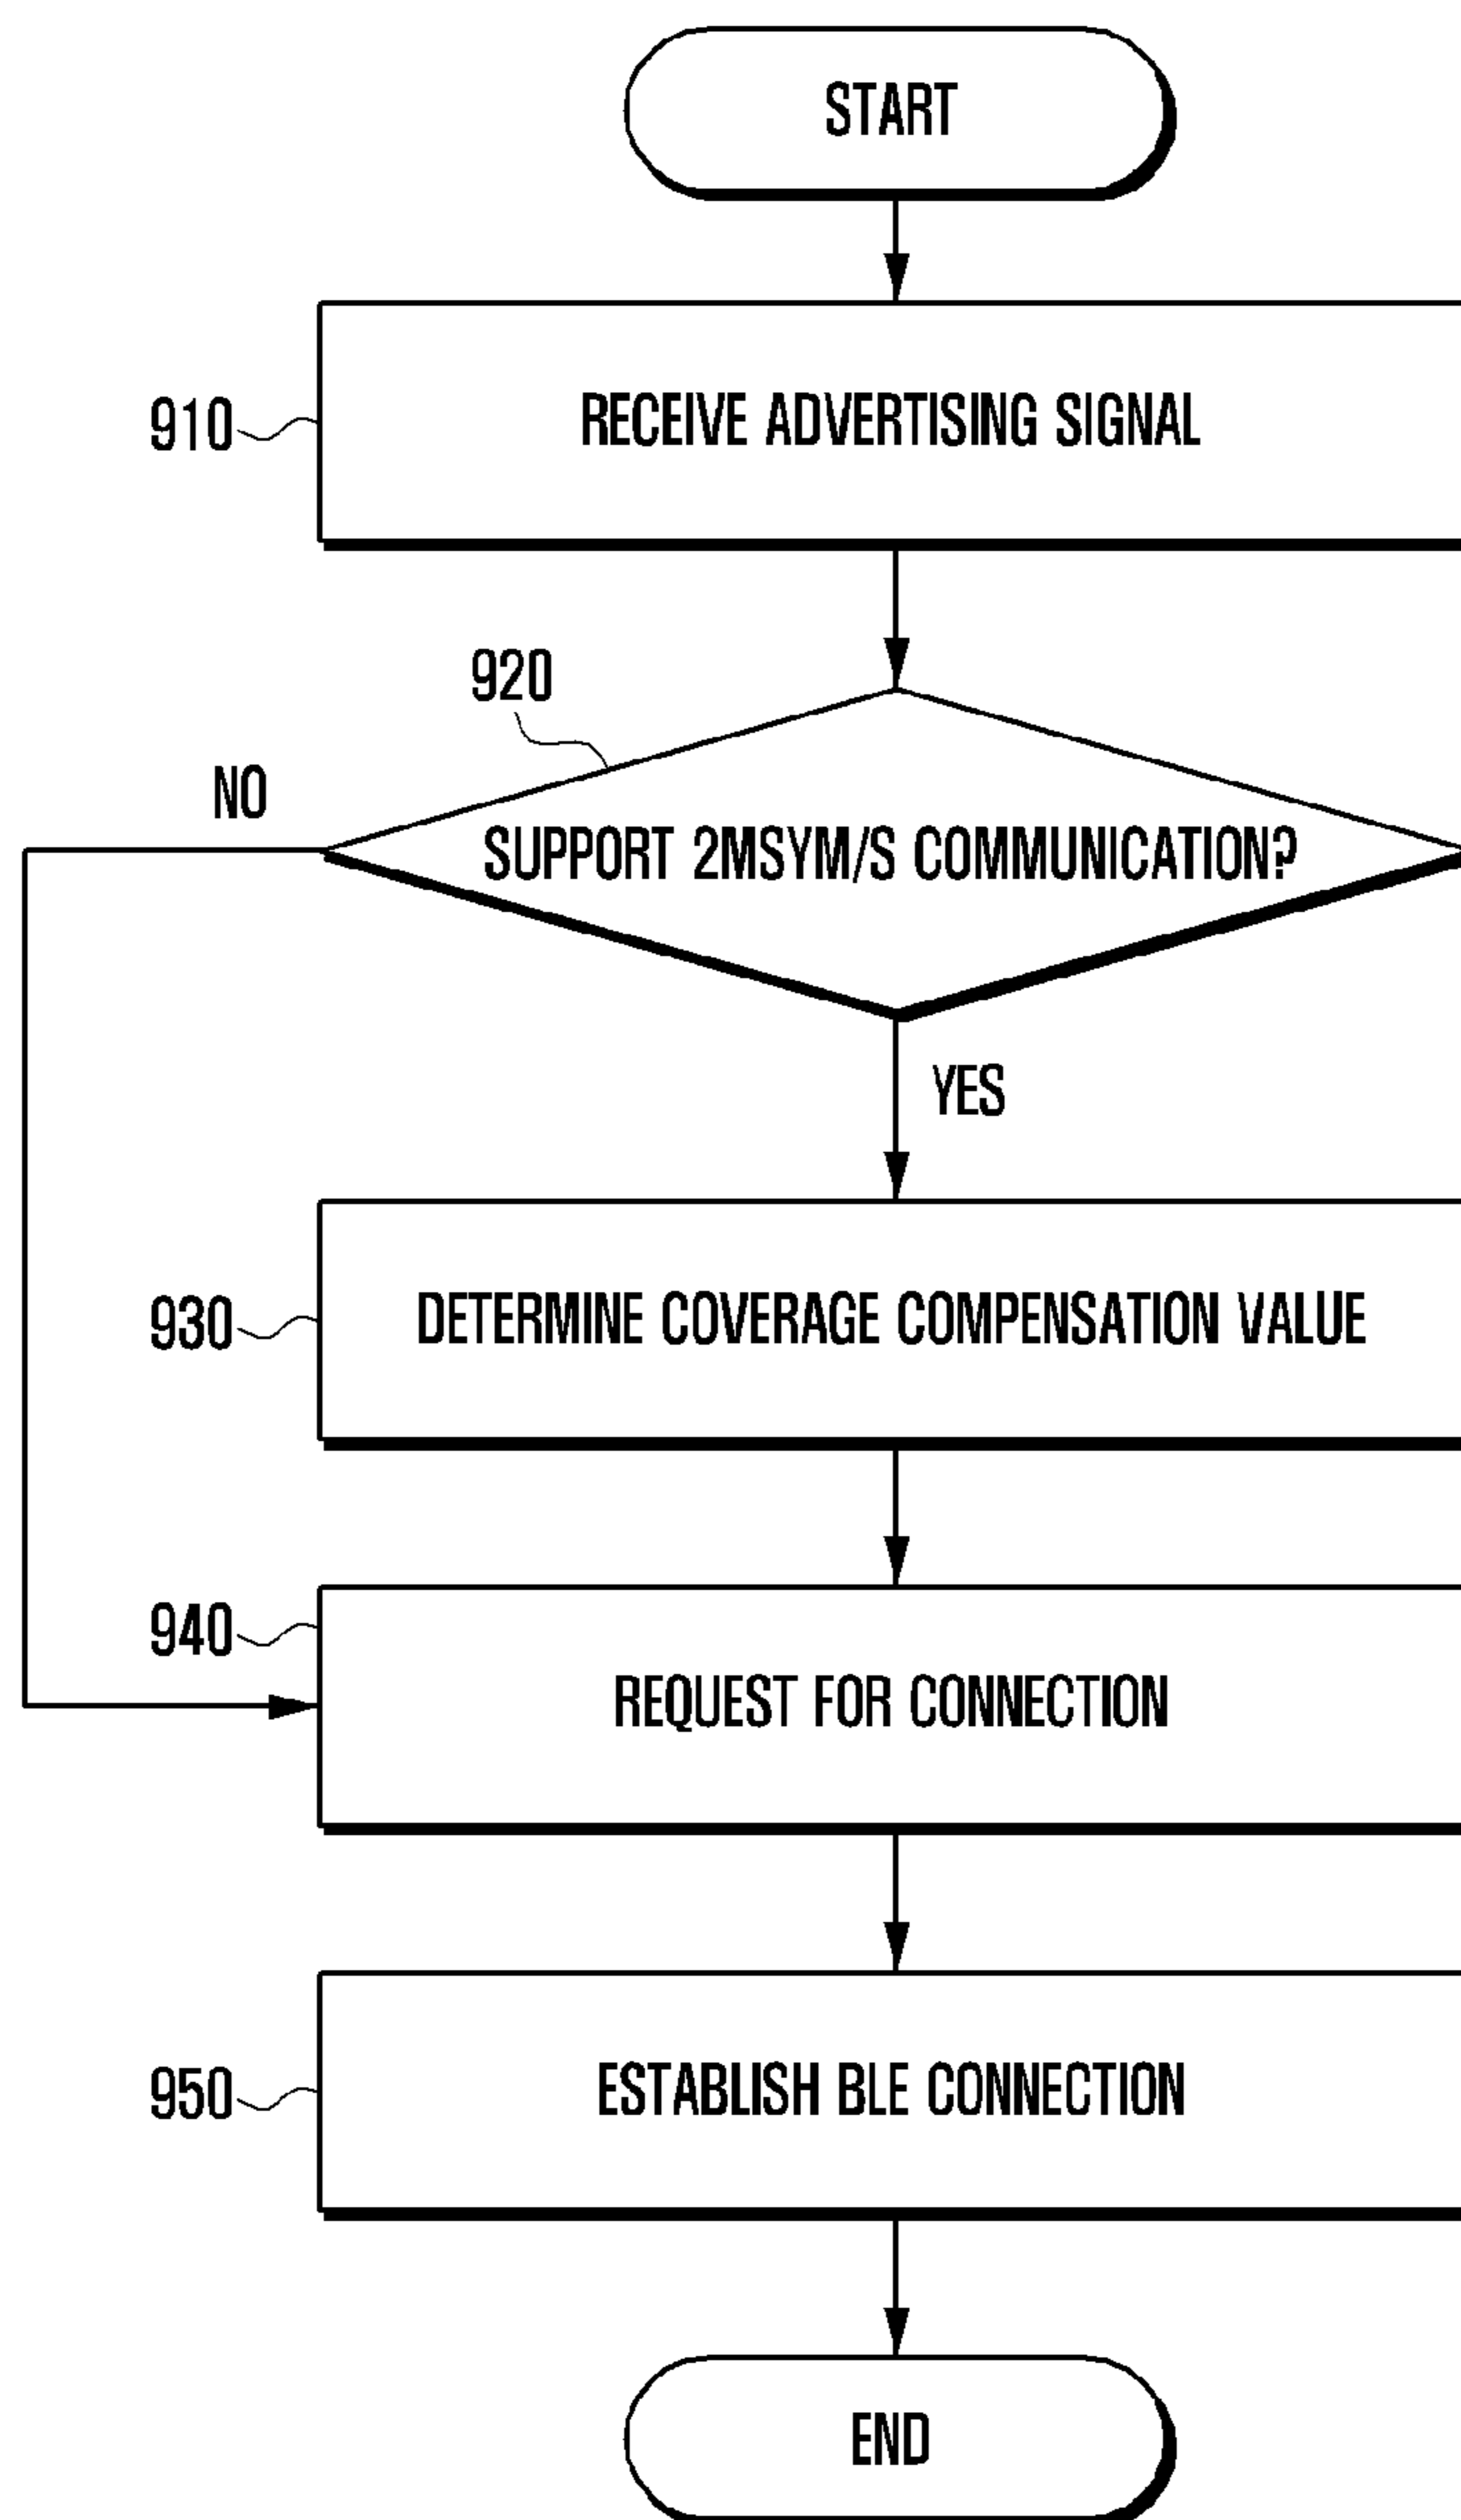 START
910
RECEIVE ADVERTISING SIGNAL
920
NO
SUPPORT 2MSYM/S COMMUNICATION?
YES
930
DETERMINE COVERAGE COMPENSATION VALUE
940
REQUEST FOR CONNECTION
950
ESTABLISH BLE CONNECTION
END